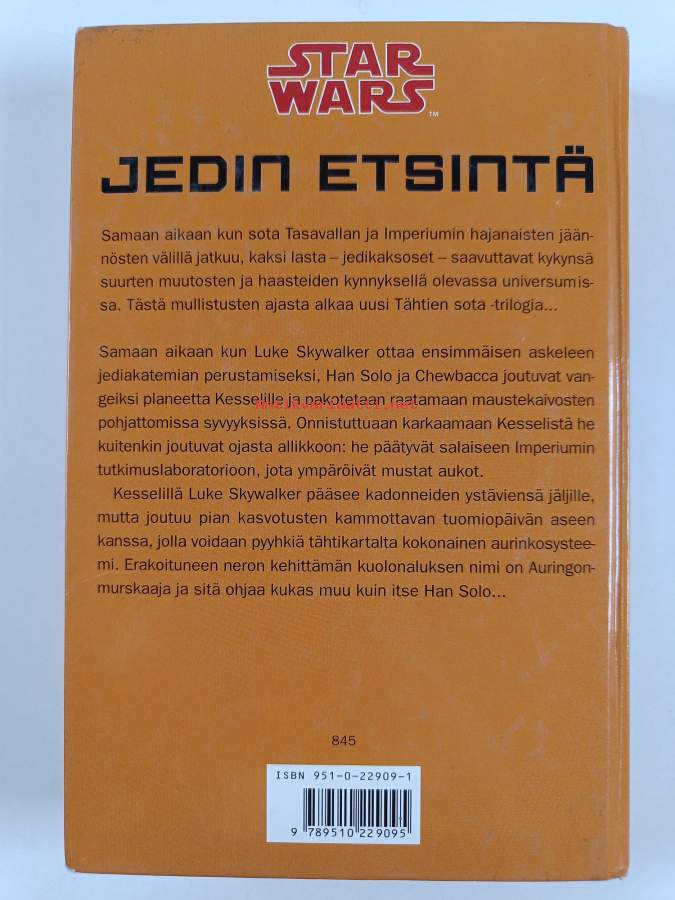 STAR
WARS
™
JEDIN ETSINTÄ
Samaan aikaan kun sota Tasavallan ja Imperiumin hajanaisten jään-
nösten välillä jatkuu, kaksi lasta – jedikaksoset – saavuttavat kykynsä
suurten muutosten ja haasteiden kynnyksellä olevassa universumis-
sa. Tästä mullistusten ajasta alkaa uusi Tähtien sota -trilogia...
Samaan aikaan kun Luke Skywalker ottaa ensimmäisen askeleen
jediakatemian perustamiseksi, Han Solo ja Chewbacca joutuvat van-
geiksi planeetta Kesselille ja pakotetaan raatamaan maustekaivosten
pohjattomissa syvyyksissä. Onnistuttuaan karkaamaan Kesselistä he
kuitenkin joutuvat ojasta allikkoon: he päätyvät salaiseen Imperiumin
tutkimuslaboratorioon, jota ympäröivät mustat aukot.
Kesselillä Luke Skywalker pääsee kadonneiden ystäviensä jäljille,
mutta joutuu pian kasvotusten kammottavan tuomiopäivän aseen
kanssa, jolla voidaan pyyhkiä tähtikartalta kokonainen aurinkosystee-
mi. Erakoituneen neron kehittämän kuolonaluksen nimi on Auringon-
murskaaja ja sitä ohjaa kukas muu kuin itse Han Solo...
845
ISBN 951-0-22909-1
9 789510 229095